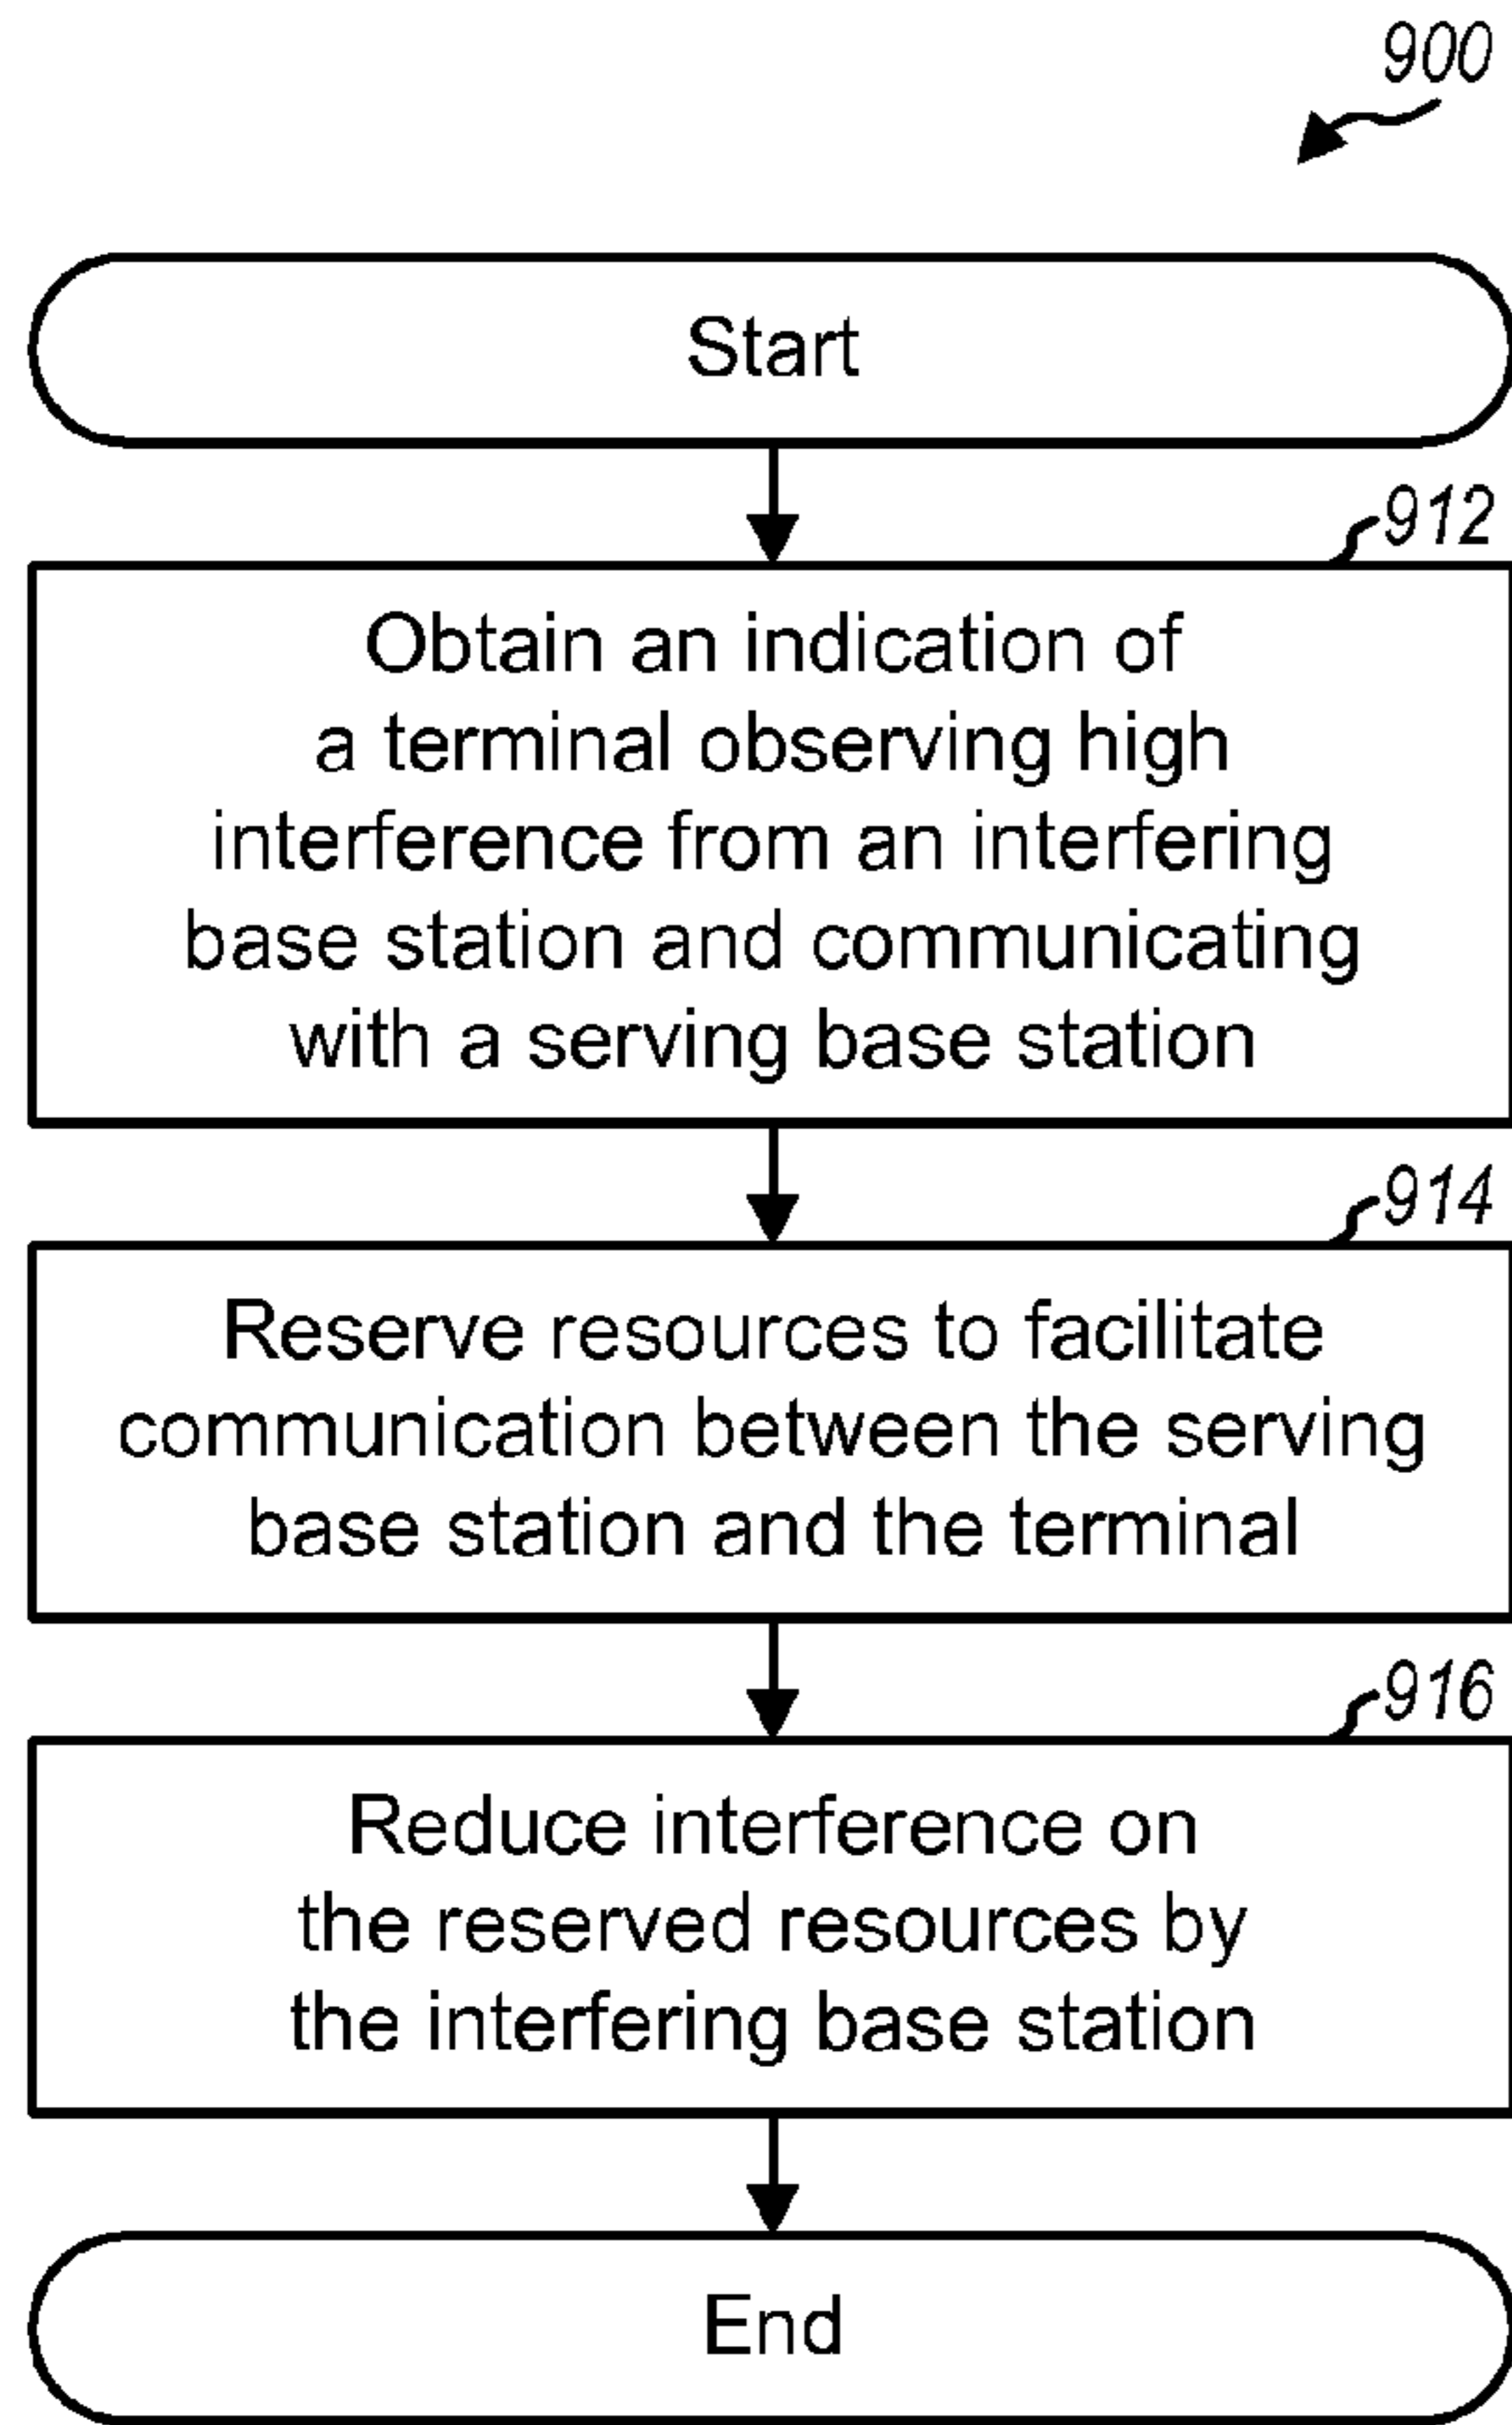 900
Start
912
Obtain an indication of
a terminal observing high
interference from an interfering
base station and communicating
with a serving base station
914
Reserve resources to facilitate
communication between the serving
base station and the terminal
916
Reduce interference on
the reserved resources by
the interfering base station
End